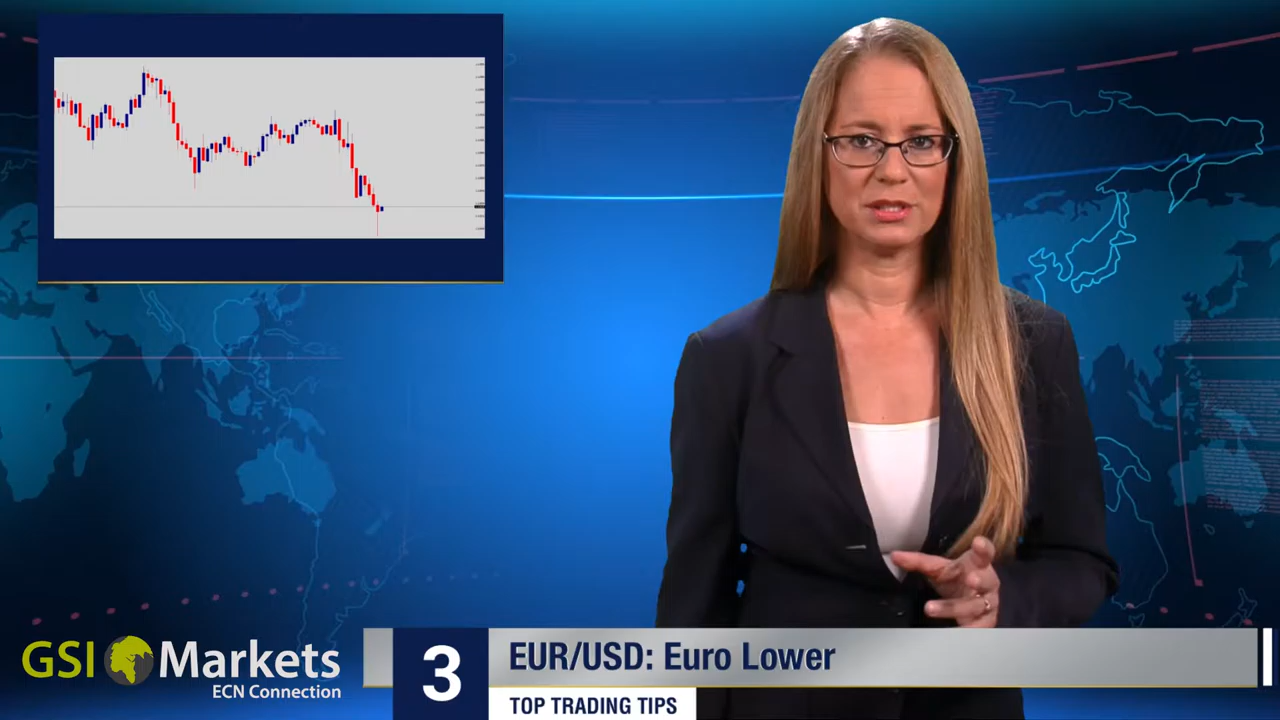 GSI Markets
ECN Connection
3
EUR/USD: Euro Lower
TOP TRADING TIPS